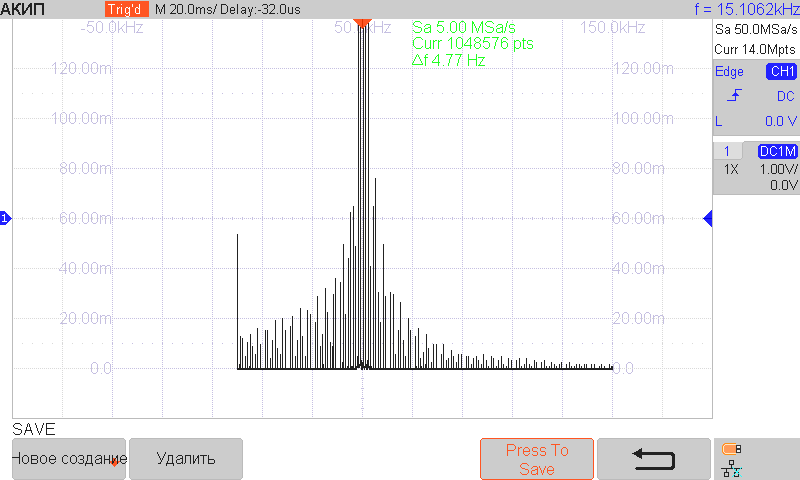 АКИП Trig'd M 20.0ms/ Delay:-32.0us f = 15.1062kHz
-50.0kHz 50.0kHz 150.0kHz
Sa 5.00 MSa/s
Curr 1048576 pts
Δf 4.77 Hz
Sa 50.0MSa/s
Curr 14.0Mpts
Edge CH1
DC
L 0.0 V
1 DC1M
1X 1.00V/
0.0V
120.00m 120.00m
100.00m 100.00m
80.00m 80.00m
1 60.00m 60.00m
40.00m 40.00m
20.00m 20.00m
0.0 0.0
SAVE
Новое создание Удалить Press To
Save